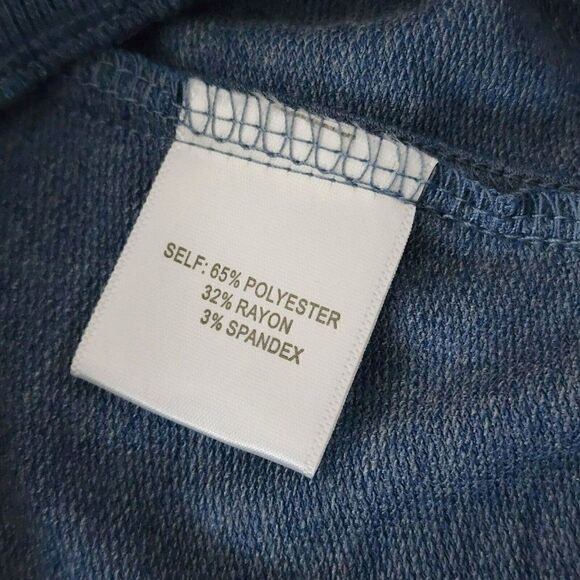 SELF: 65% POLYESTER
32% RAYON
3% SPANDEX